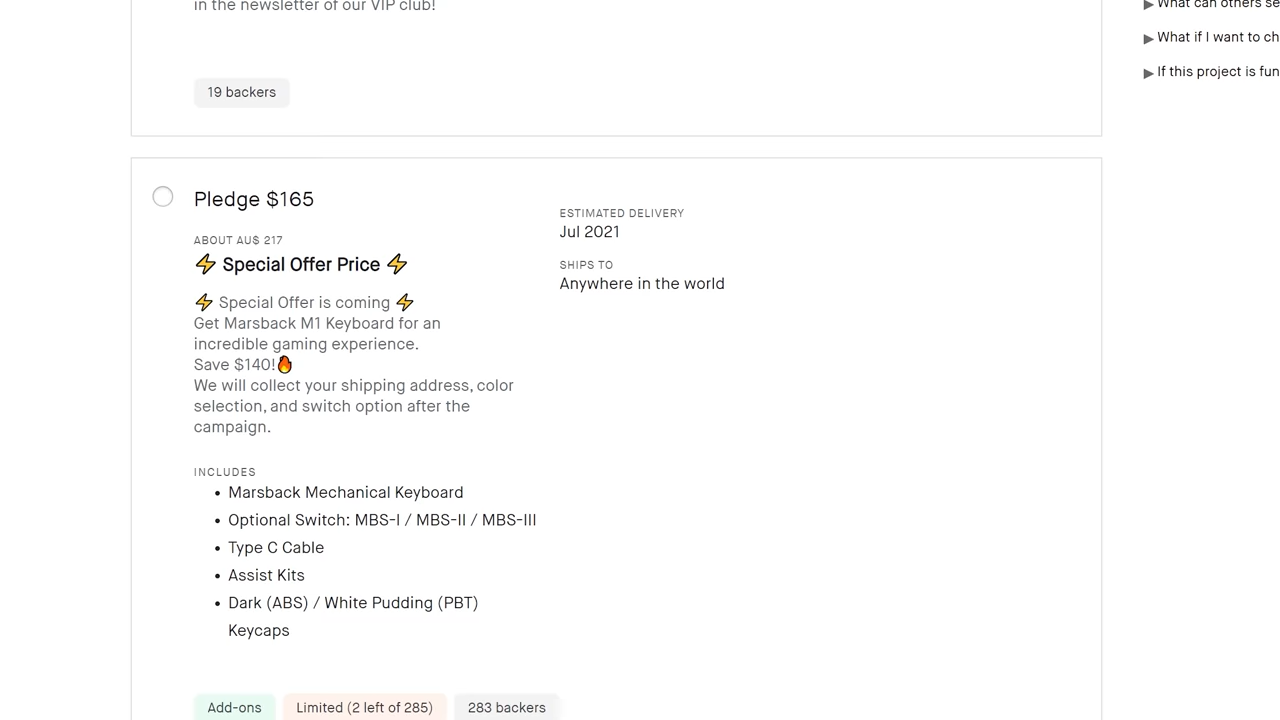 in the newsletter of our VIP club!
19 backers
Pledge $165
ABOUT AU$ 217
⚡ Special Offer Price ⚡
⚡ Special Offer is coming ⚡
Get Marsback M1 Keyboard for an
incredible gaming experience.
Save $140!🔥
We will collect your shipping address, color
selection, and switch option after the
campaign.
INCLUDES
• Marsback Mechanical Keyboard
• Optional Switch: MBS-I / MBS-II / MBS-III
• Type C Cable
• Assist Kits
• Dark (ABS) / White Pudding (PBT)
Keycaps
Add-ons
Limited (2 left of 285)
283 backers
ESTIMATED DELIVERY
Jul 2021
SHIPS TO
Anywhere in the world
▶ What can others se
▶ What if I want to ch
▶ If this project is fun